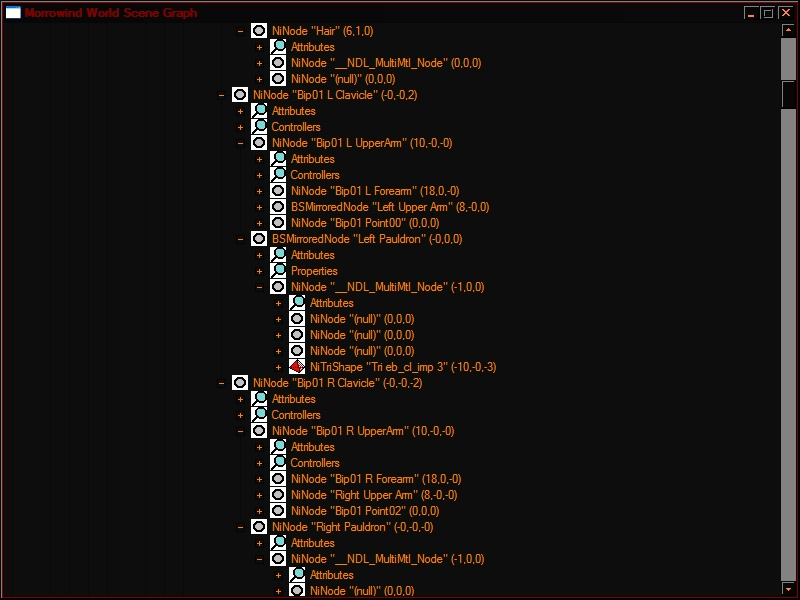 Morrowind World Scene Graph
NiNode "Hair" (6,1,0)
Attributes
NiNode "__NDL_MultiMtl_Node" (0,0,0)
NiNode "(null)" (0,0,0)
NiNode "Bip01 L Clavicle" (-0,-0,2)
Attributes
Controllers
NiNode "Bip01 L UpperArm" (10,-0,-0)
Attributes
Controllers
NiNode "Bip01 L Forearm" (18,0,-0)
BSMirroredNode "Left Upper Arm" (8,-0,0)
NiNode "Bip01 Point00" (0,0,0)
BSMirroredNode "Left Pauldron" (-0,0,0)
Attributes
Properties
NiNode "__NDL_MultiMtl_Node" (-1,0,0)
Attributes
NiNode "(null)" (0,0,0)
NiNode "(null)" (0,0,0)
NiNode "(null)" (0,0,0)
NiTriShape "Tri eb_cl_imp 3" (-10,-0,-3)
NiNode "Bip01 R Clavicle" (-0,-0,-2)
Attributes
Controllers
NiNode "Bip01 R UpperArm" (10,-0,-0)
Attributes
Controllers
NiNode "Bip01 R Forearm" (18,0,-0)
NiNode "Right Upper Arm" (8,-0,-0)
NiNode "Bip01 Point02" (0,0,0)
NiNode "Right Pauldron" (-0,-0,-0)
Attributes
NiNode "__NDL_MultiMtl_Node" (-1,0,0)
Attributes
NiNode "(null)" (0,0,0)